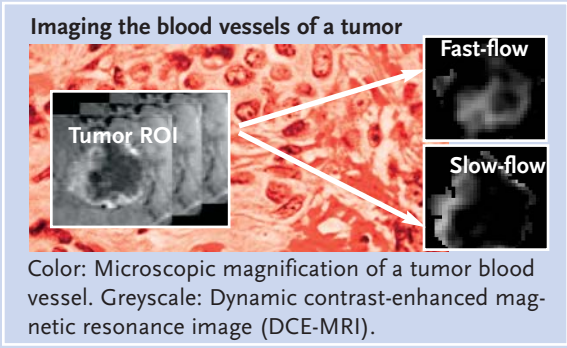 Imaging the blood vessels of a tumor
Fast-flow
Tumor ROI
Slow-flow
Color: Microscopic magnification of a tumor blood
vessel. Greyscale: Dynamic contrast-enhanced mag-
netic resonance image (DCE-MRI).